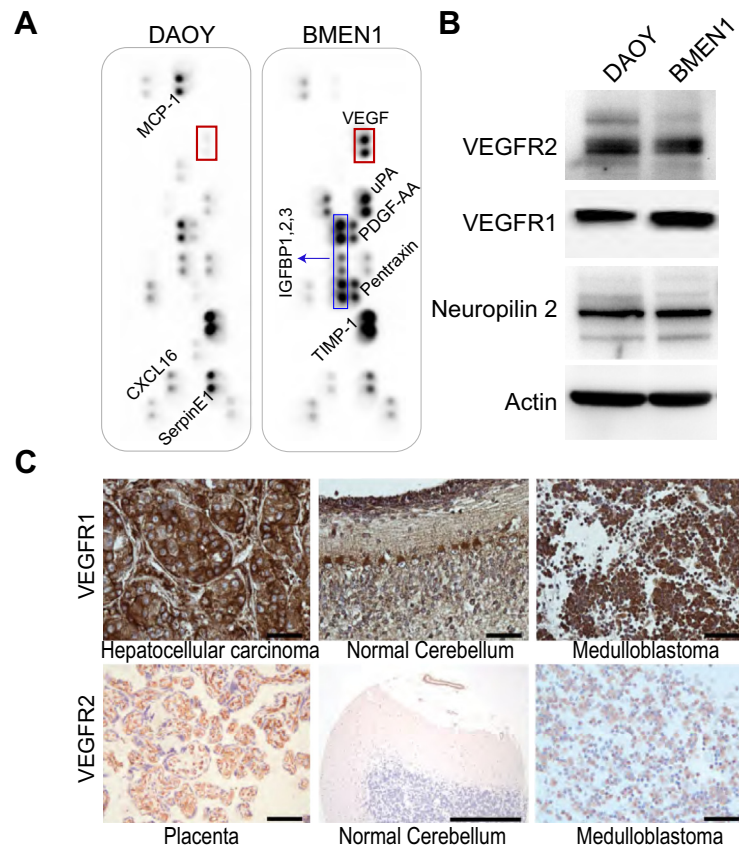 A
DAOY
BMEN1
MCP-1
VEGF
uPA
PDGF-AA
IGFBP1,2,3
Pentraxin
TIMP-1
CXCL16
SerpinE1
B
DAOY
BMEN1
VEGFR2
VEGFR1
Neuropilin 2
Actin
C
VEGFR1
Hepatocellular carcinoma
Normal Cerebellum
Medulloblastoma
VEGFR2
Placenta
Normal Cerebellum
Medulloblastoma